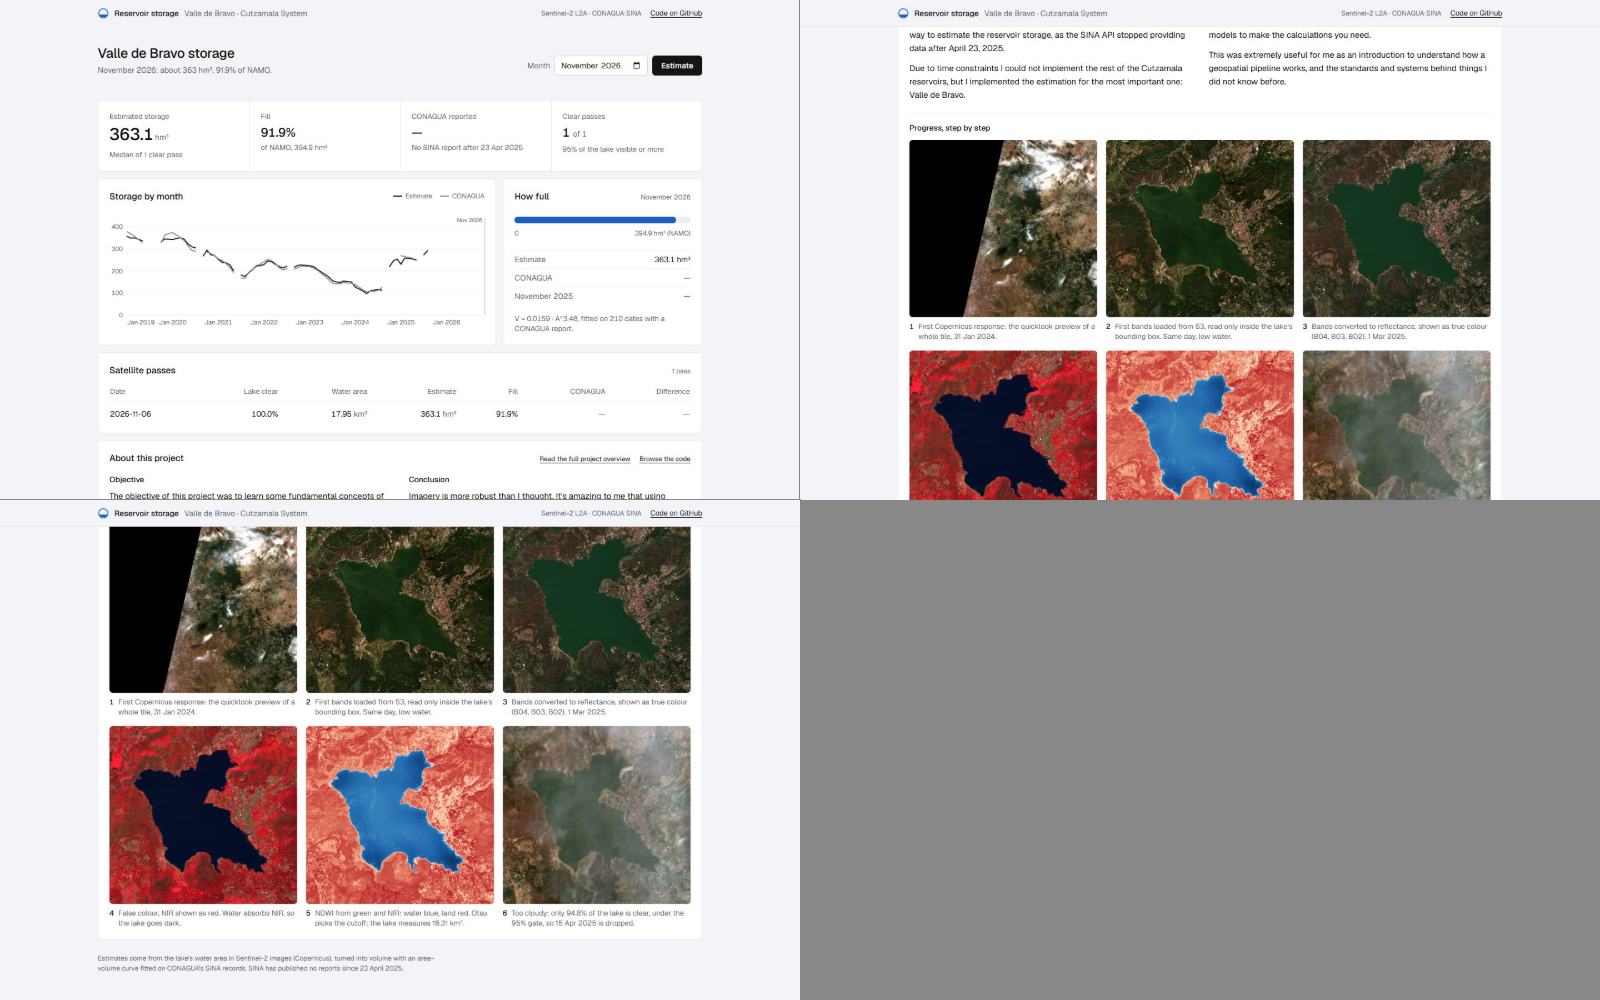 Reservoir storage Valle de Bravo · Cutzamala System Sentinel-2 L2A · CONAGUA SINA Code on GitHub
Valle de Bravo storage
November 2026: about 363 hm³, 91.9% of NAMO.
Month November 2026 Estimate
Estimated storage
363.1 hm³
Median of 1 clear pass
Fill
91.9%
of NAMO, 394.9 hm³
CONAGUA reported
—
No SINA report after 23 Apr 2025
Clear passes
1 of 1
95% of the lake visible or more
Storage by month
Estimate CONAGUA
Nov 2026
400
300
200
100
0
Jan 2019 Jan 2020 Jan 2021 Jan 2022 Jan 2023 Jan 2024 Jan 2025 Jan 2026
How full November 2026
0 394.9 hm³ (NAMO)
Estimate 363.1 hm³
CONAGUA —
November 2025 —
V = 0.0159 · A^3.48, fitted on 210 dates with a
CONAGUA report.
Satellite passes 1 pass
Date Lake clear Water area Estimate Fill CONAGUA Difference
2026-11-06 100.0% 17.95 km² 363.1 hm³ 91.9% — —
About this project Read the full project overview Browse the code
Objective
The objective of this project was to learn some fundamental concepts of
Conclusion
Imagery is more robust than I thought. It's amazing to me that using
Reservoir storage Valle de Bravo · Cutzamala System Sentinel-2 L2A · CONAGUA SINA Code on GitHub
way to estimate the reservoir storage, as the SINA API stopped providing
data after April 23, 2025.
Due to time constraints I could not implement the rest of the Cutzamala
reservoirs, but I implemented the estimation for the most important one:
Valle de Bravo.
models to make the calculations you need.
This was extremely useful for me as an introduction to understand how a
geospatial pipeline works, and the standards and systems behind things I
did not know before.
Progress, step by step
1 First Copernicus response: the quicklook preview of a
whole tile, 31 Jan 2024.
2 First bands loaded from S3, read only inside the lake's
bounding box. Same day, low water.
3 Bands converted to reflectance, shown as true colour
(B04, B03, B02). 1 Mar 2025.
Reservoir storage Valle de Bravo · Cutzamala System Sentinel-2 L2A · CONAGUA SINA Code on GitHub
1 First Copernicus response: the quicklook preview of a
whole tile, 31 Jan 2024.
2 First bands loaded from S3, read only inside the lake's
bounding box. Same day, low water.
3 Bands converted to reflectance, shown as true colour
(B04, B03, B02). 1 Mar 2025.
4 False colour, NIR shown as red. Water absorbs NIR, so
the lake goes dark.
5 NDWI from green and NIR: water blue, land red. Otsu
picks the cutoff; the lake measures 16.31 km².
6 Too cloudy: only 94.8% of the lake is clear, under the
95% gate, so 15 Apr 2025 is dropped.
Estimates come from the lake's water area in Sentinel-2 images (Copernicus), turned into volume with an area–
volume curve fitted on CONAGUA's SINA records. SINA has published no reports since 23 April 2025.